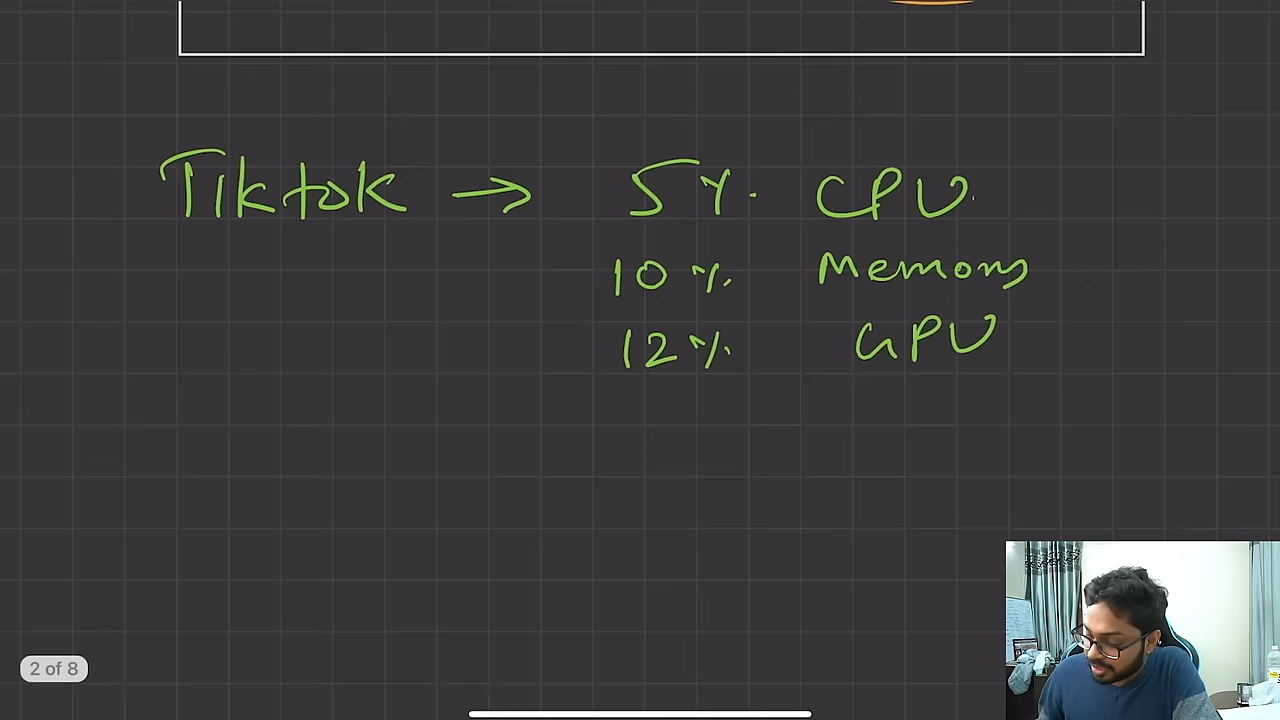 Tiktok → 5% CPU
10% Memory
12% GPU
2 of 8